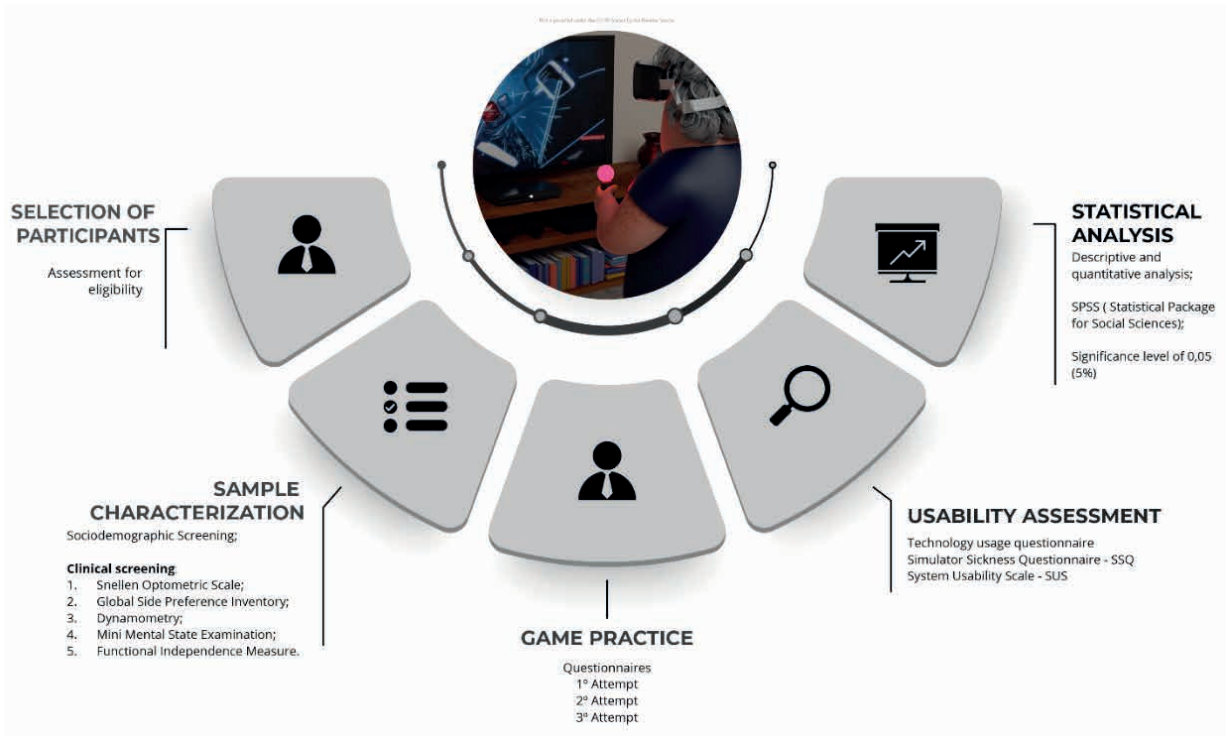 SELECTION OF
PARTICIPANTS
Assessment for
eligibility
SAMPLE
CHARACTERIZATION
Sociodemographic Screening;
Clinical screening
1. Snellen Optometric Scale;
2. Global Side Preference Inventory;
3. Dynamometry;
4. Mini Mental State Examination;
5. Functional Independence Measure.
GAME PRACTICE
Questionnaires
1º Attempt
2º Attempt
3º Attempt
USABILITY ASSESSMENT
Technology usage questionnaire
Simulator Sickness Questionnaire - SSQ
System Usability Scale - SUS
STATISTICAL
ANALYSIS
Descriptive and
quantitative analysis;
SPSS ( Statistical Package
for Social Sciences);
Significance level of 0,05
(5%)